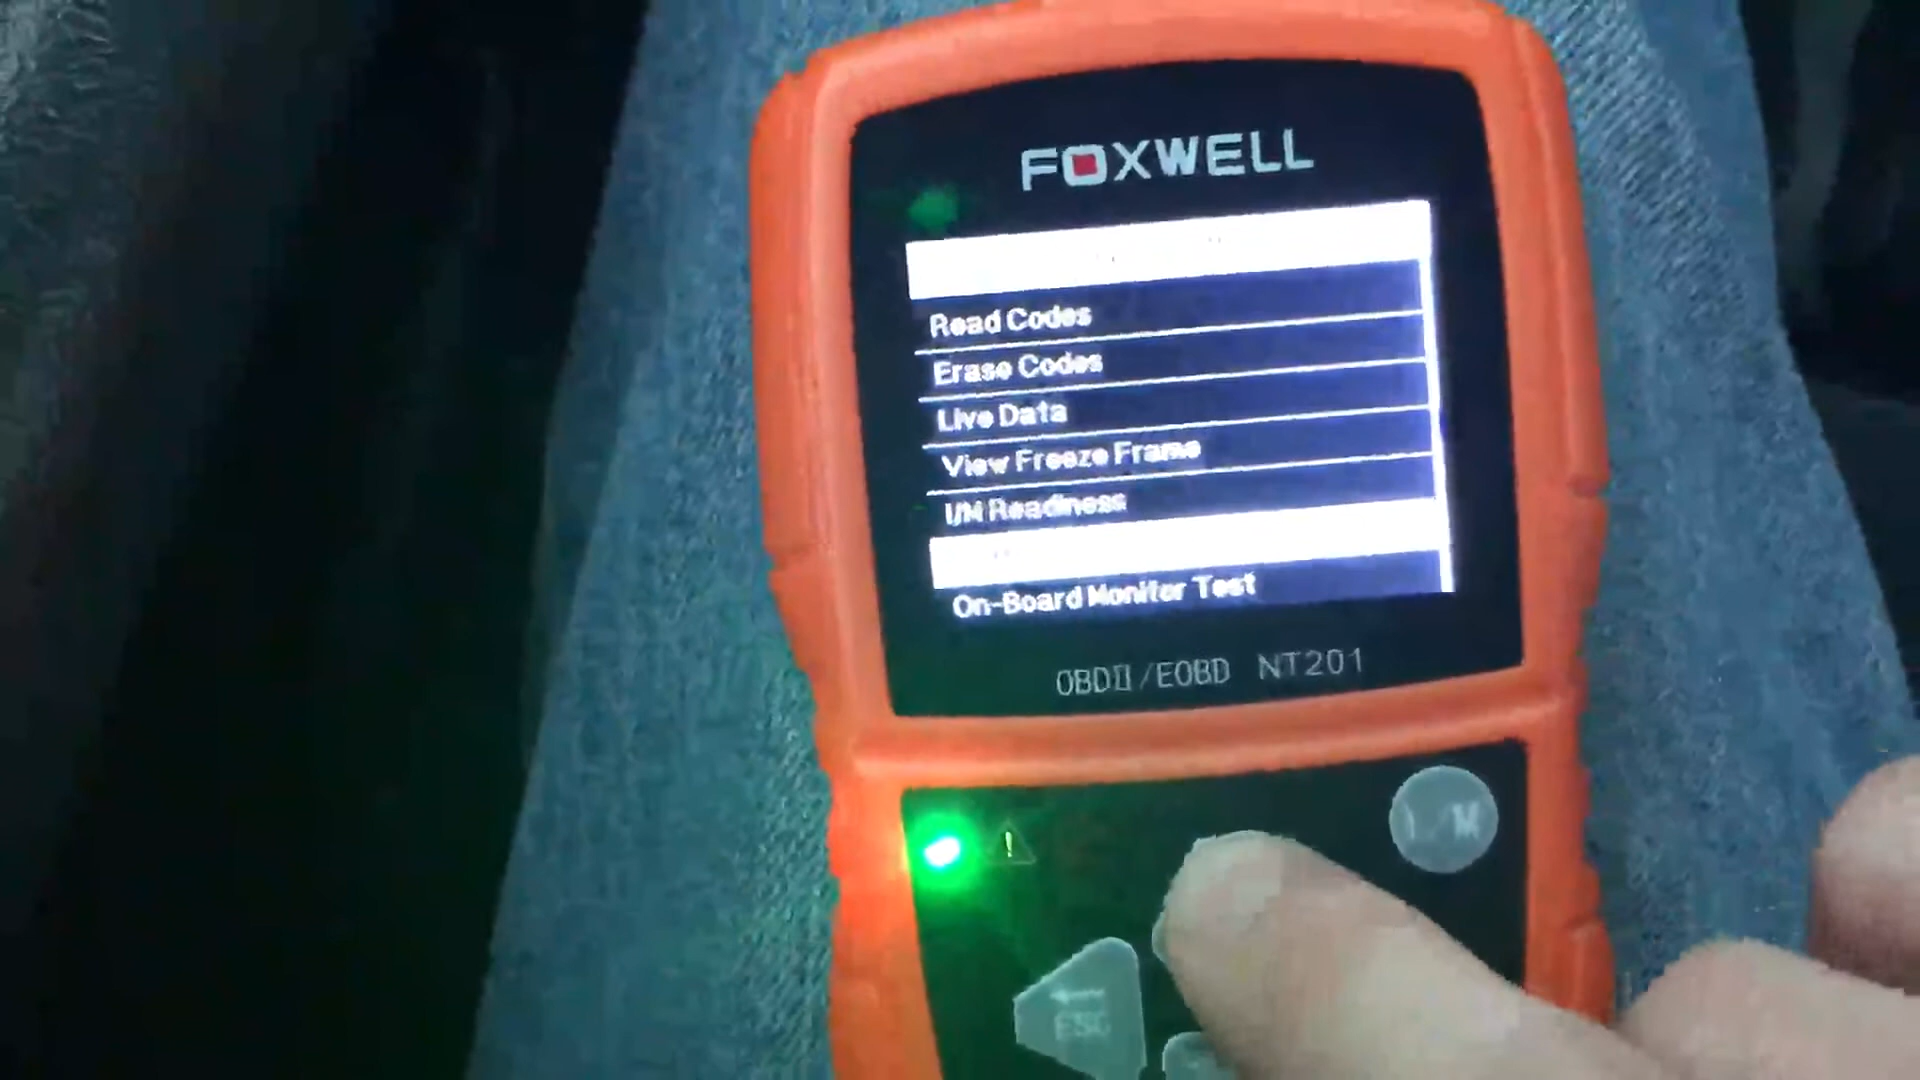 FOXWELL
Read Codes
Erase Codes
Live Data
View Freeze Frame
I/M Readiness
On-Board Monitor Test
OBDII/EOBD NT201
!
I/M
ESC